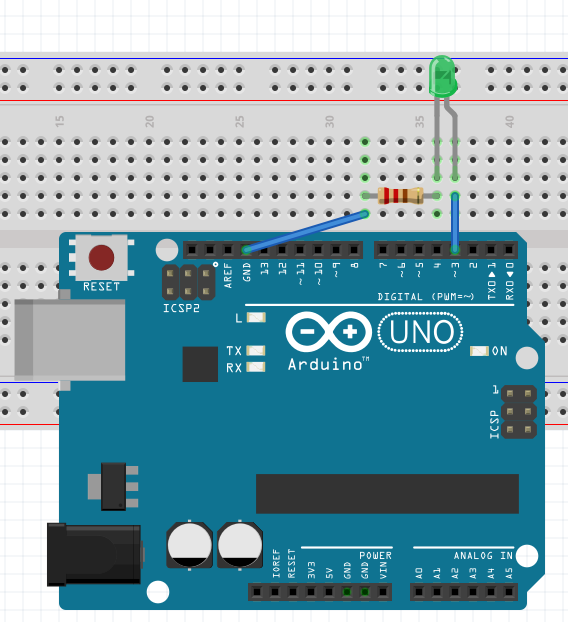 15 20 25 30 35 40
RESET
ICSP2
AREF
GND
13
12
~11
~10
~9
8
7
~6
~5
4
~3
2
TX0▶1
RX0◀0
DIGITAL (PWM=~)
L
TX
RX
UNO
Arduino™
ON
1
ICSP
IOREF
RESET
3V3
5V
GND
GND
VIN
POWER
ANALOG IN
A0
A1
A2
A3
A4
A5